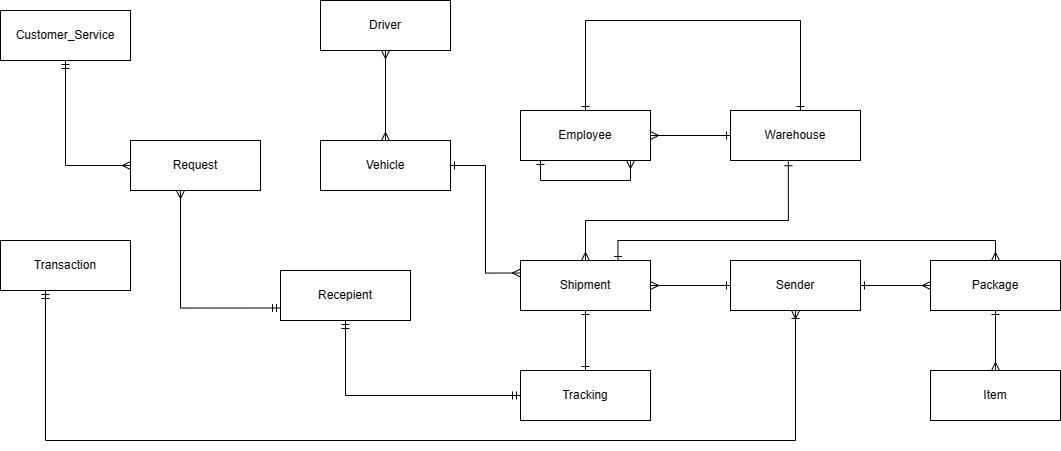 Customer_Service
Driver
Employee
Warehouse
Request
Vehicle
Transaction
Recepient
Shipment
Sender
Package
Tracking
Item